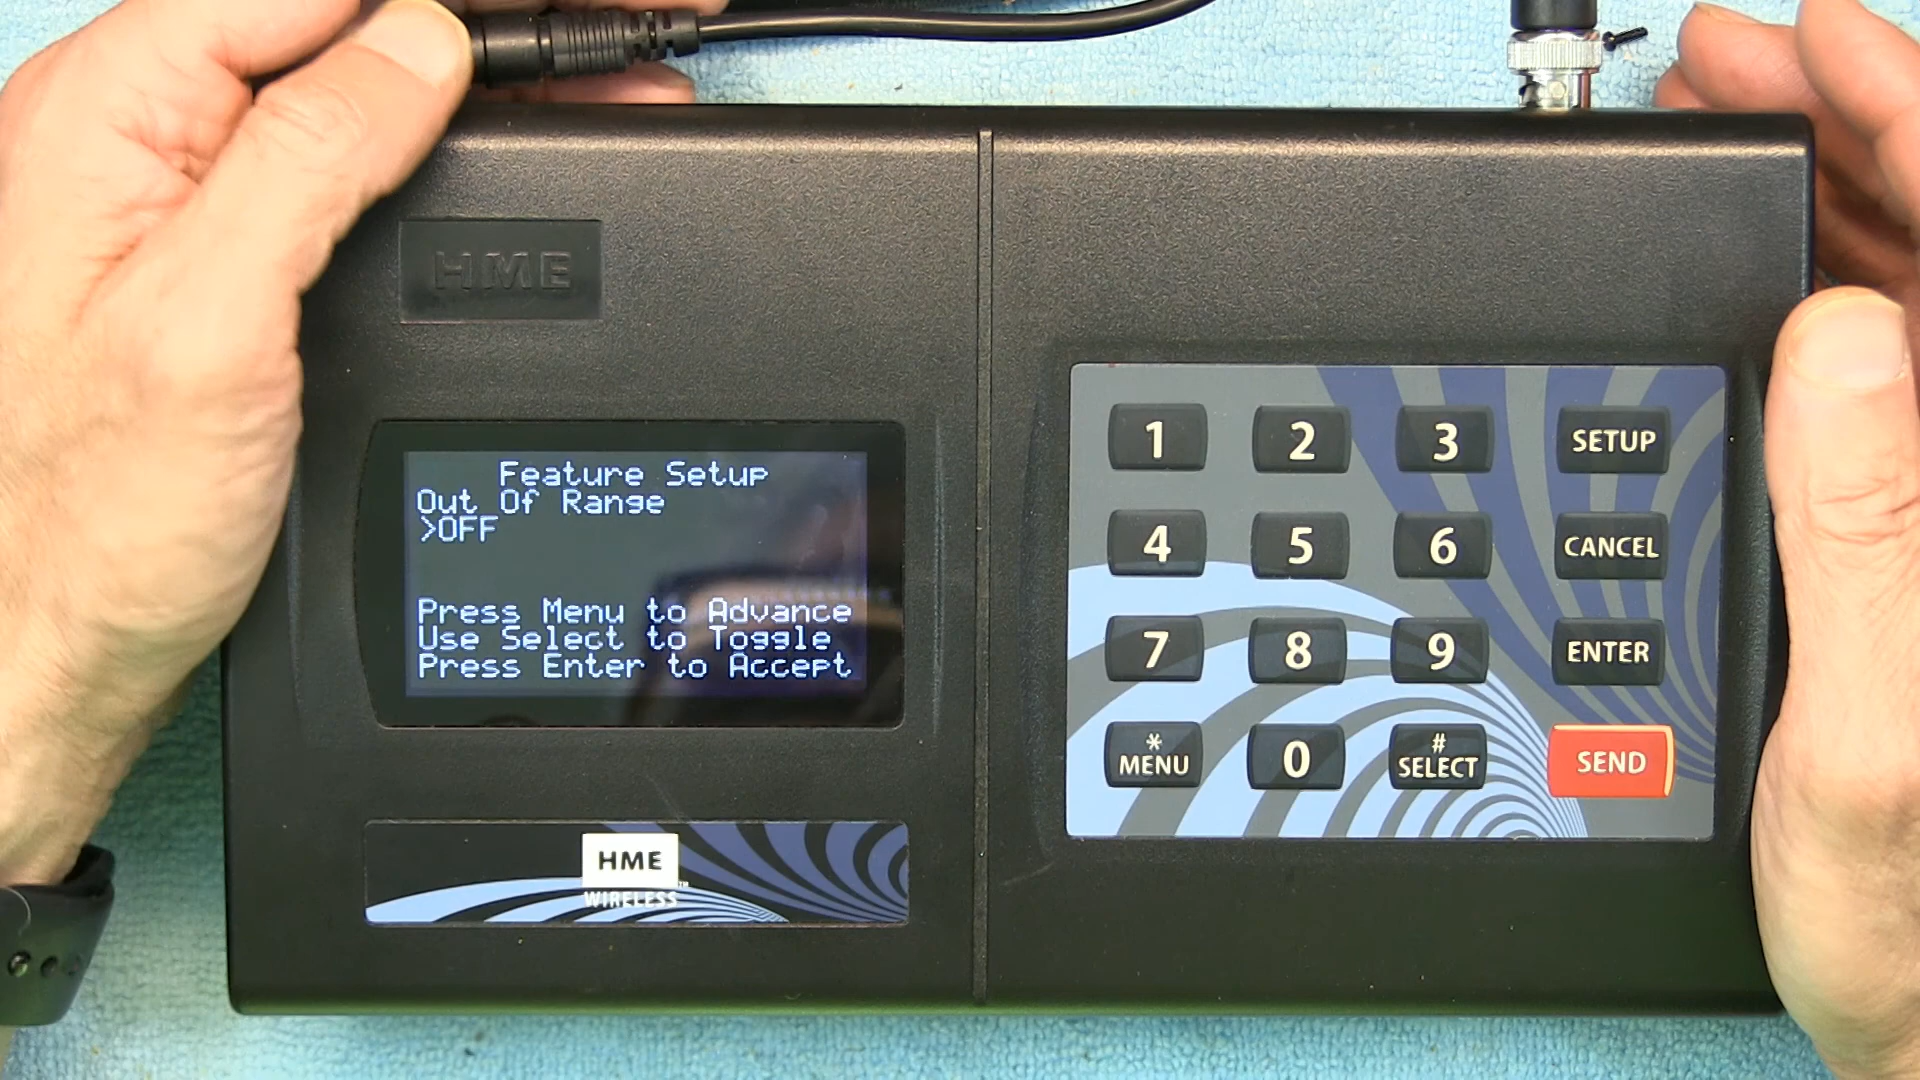 HME
Feature Setup
Out Of Range
>OFF
Press Menu to Advance
Use Select to Toggle
Press Enter to Accept
HME
WIRELESS™
1 2 3 SETUP
4 5 6 CANCEL
7 8 9 ENTER
* MENU 0 # SELECT SEND